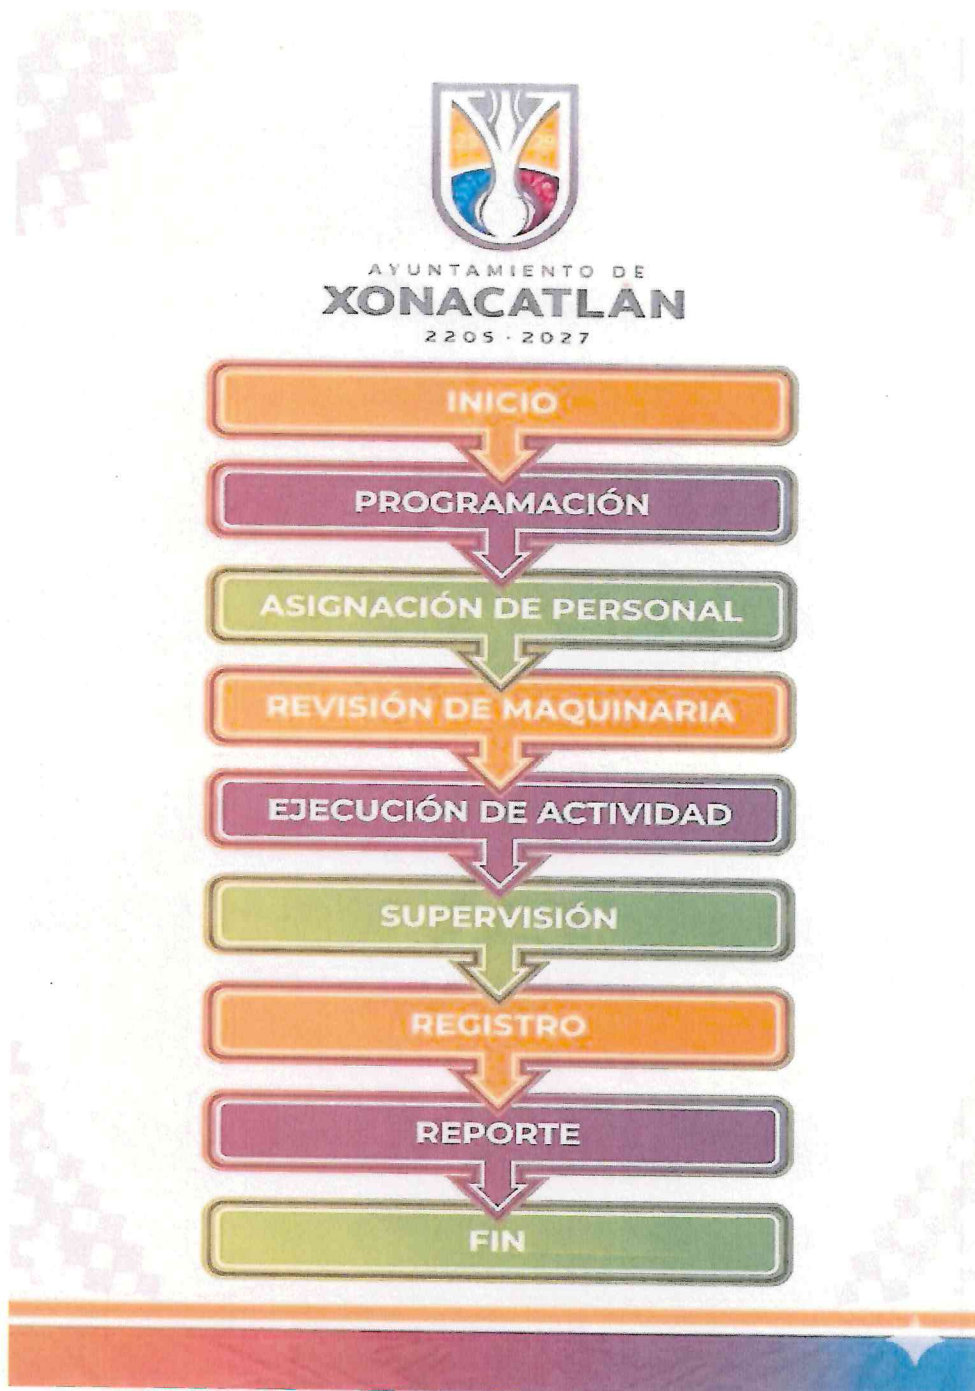 AYUNTAMIENTO DE
XONACATLÁN
2205 - 2027
INICIO
PROGRAMACIÓN
ASIGNACIÓN DE PERSONAL
REVISIÓN DE MAQUINARIA
EJECUCIÓN DE ACTIVIDAD
SUPERVISIÓN
REGISTRO
REPORTE
FIN